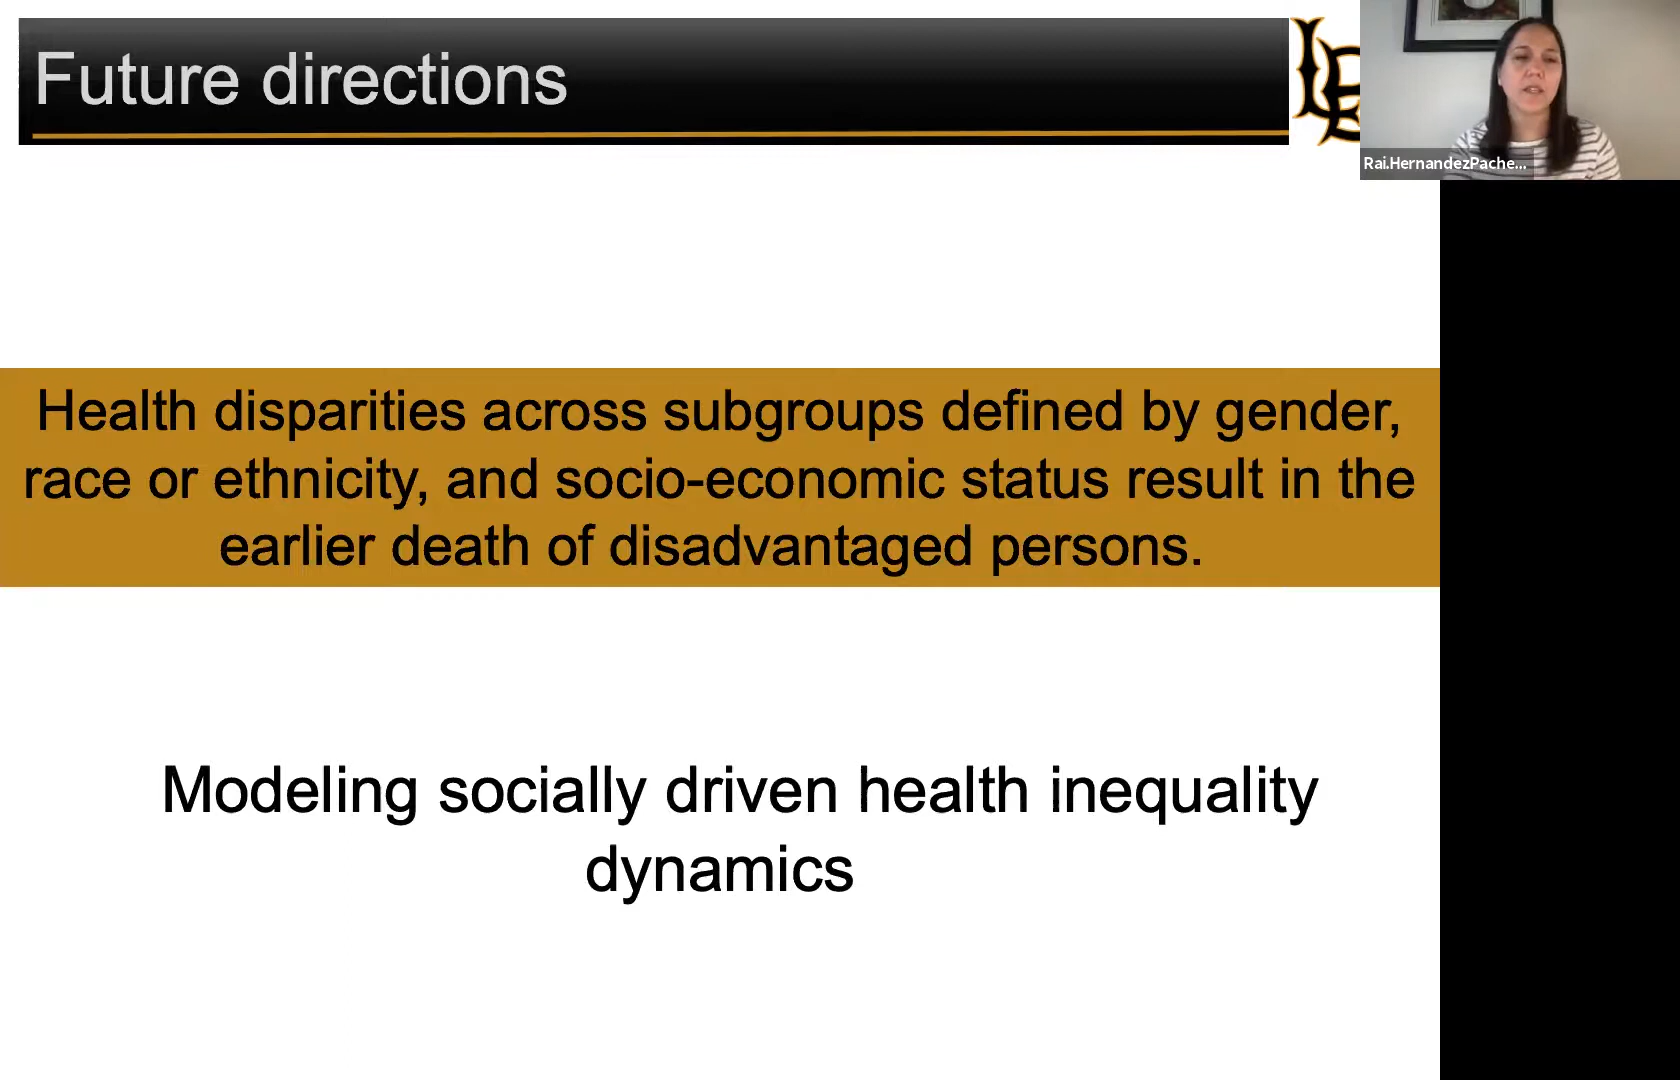 Future directions
LB
Rai.HernandezPache...
Health disparities across subgroups defined by gender,
race or ethnicity, and socio-economic status result in the
earlier death of disadvantaged persons.
Modeling socially driven health inequality
dynamics